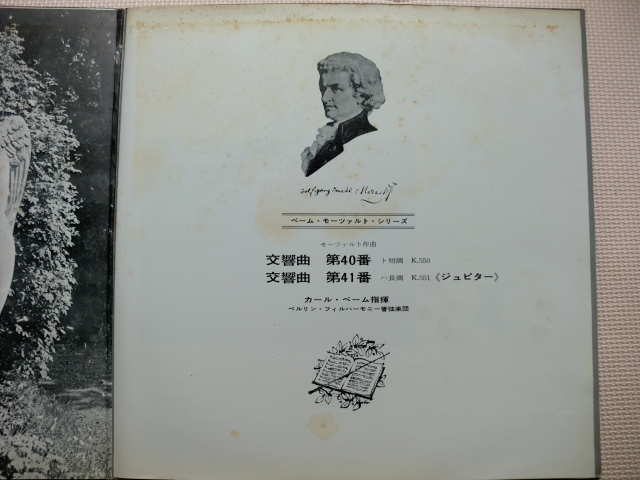 Wolfgang Amadè Mozart
ベーム・モーツァルト・シリーズ
モーツァルト作曲
交響曲 第40番 ト短調 K.550
交響曲 第41番 ハ長調 K.551《ジュピター》
カール・ベーム指揮
ベルリン・フィルハーモニー管弦楽団